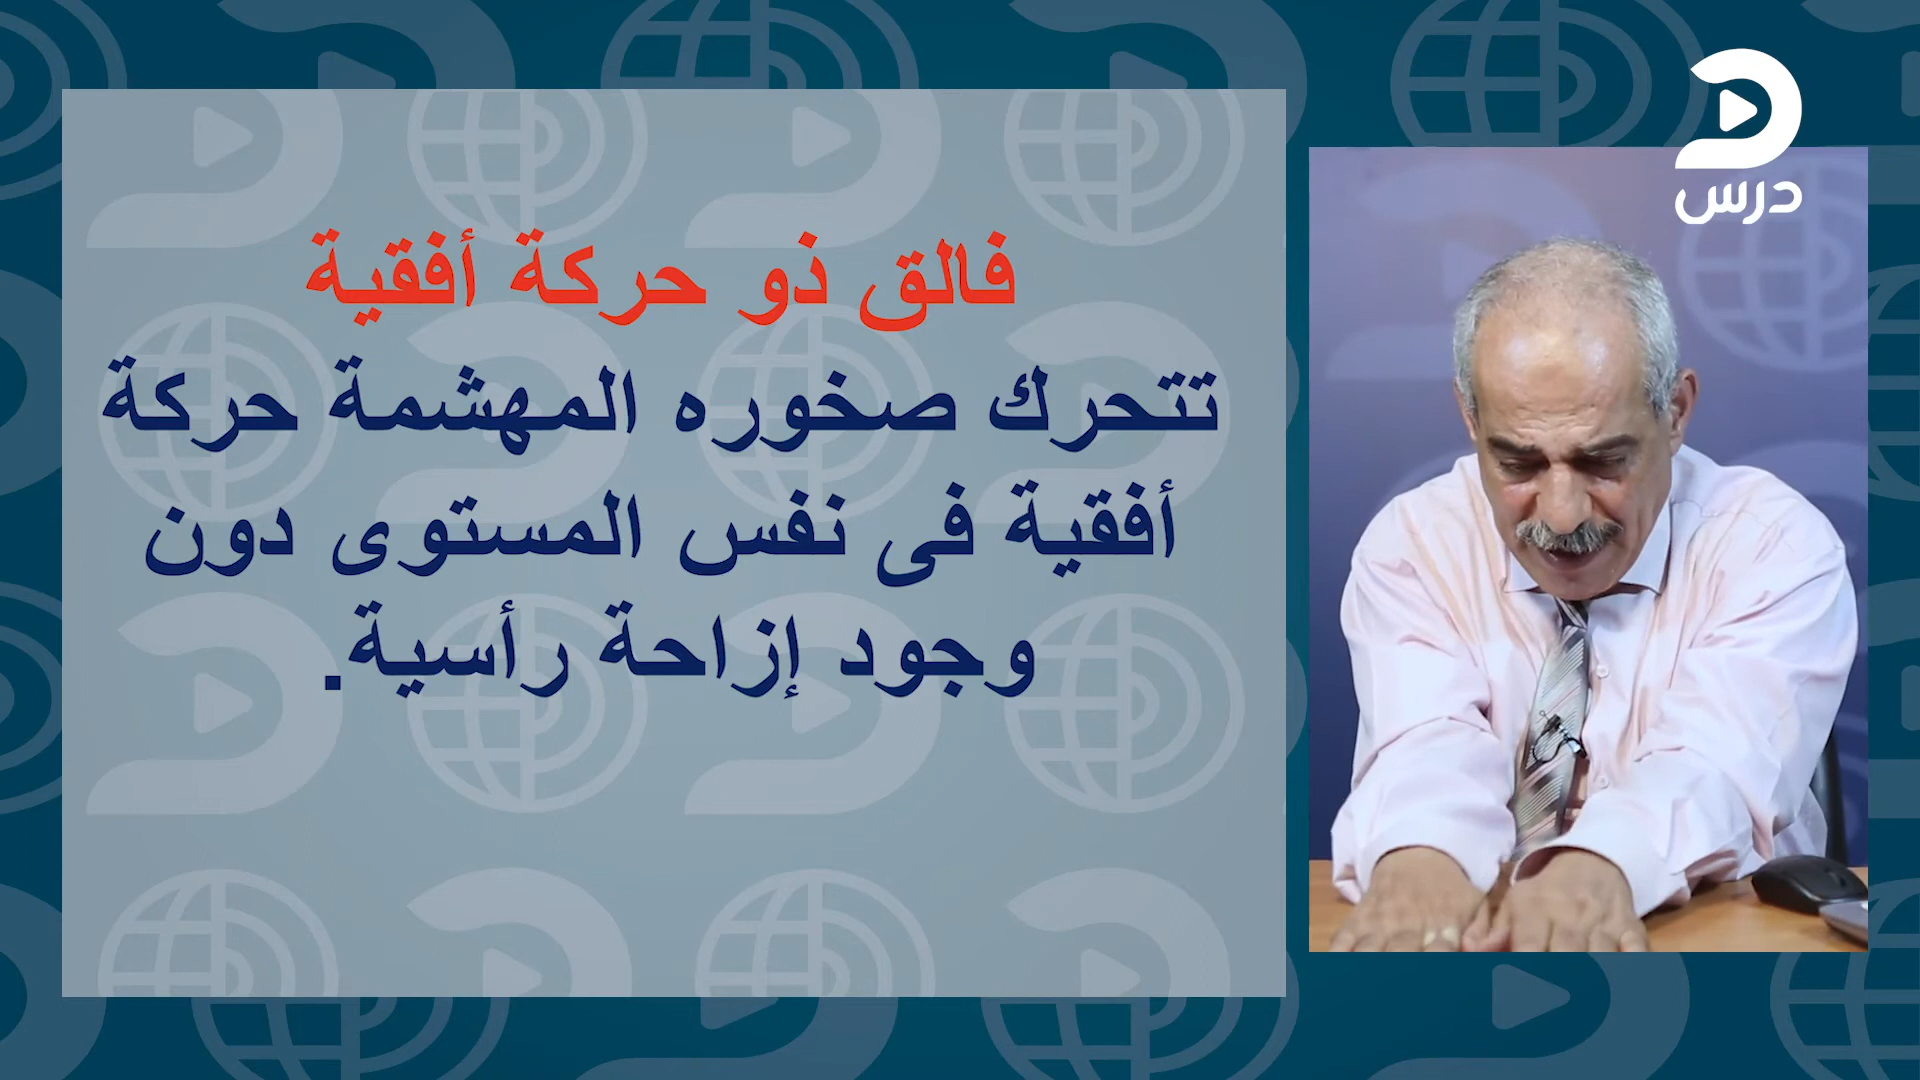 درس
فالق ذو حركة أفقية
تتحرك صخوره المهشمة حركة
أفقية فى نفس المستوى دون
وجود إزاحة رأسية.